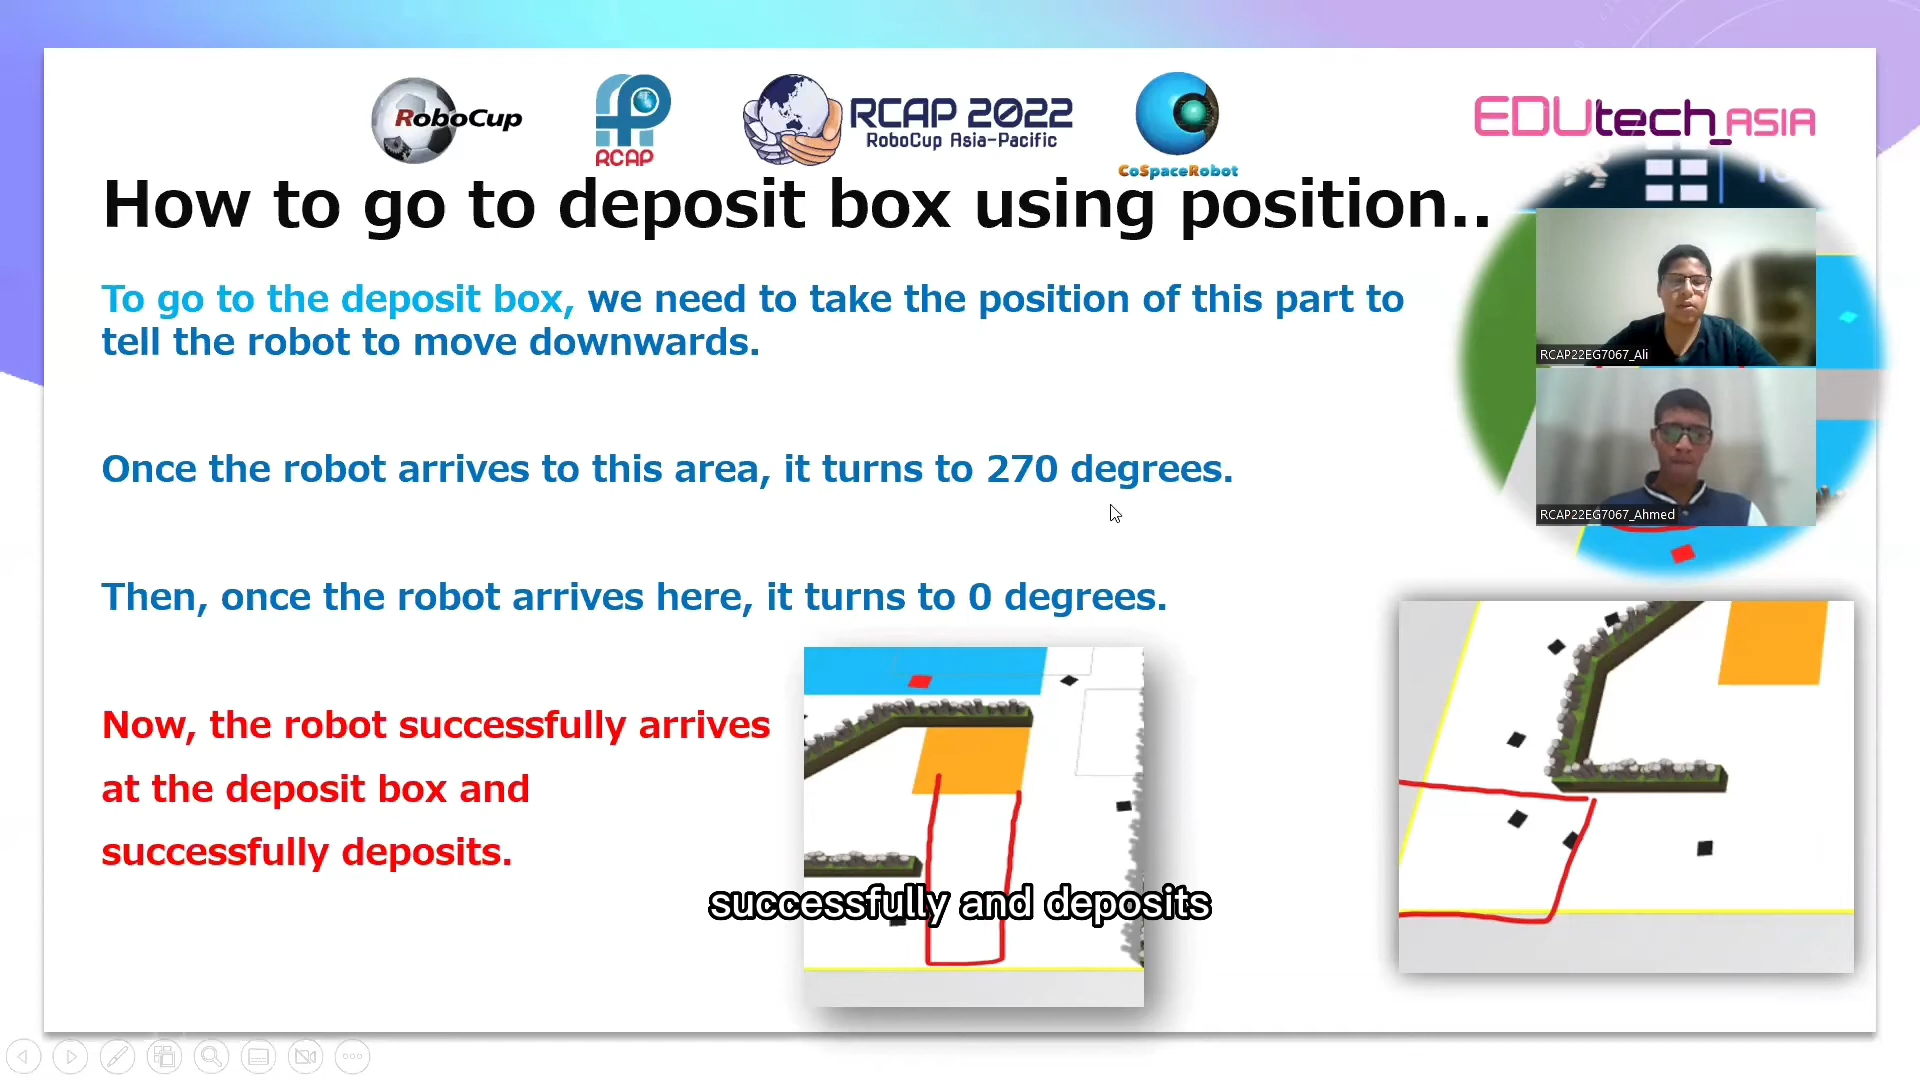 RoboCup
RCAP
RCAP 2022
RoboCup Asia-Pacific
CoSpaceRobot
EDUtech_ASIA
How to go to deposit box using position..
To go to the deposit box, we need to take the position of this part to
tell the robot to move downwards.
RCAP22EG7067_Ali
Once the robot arrives to this area, it turns to 270 degrees.
RCAP22EG7067_Ahmed
Then, once the robot arrives here, it turns to 0 degrees.
Now, the robot successfully arrives
at the deposit box and
successfully deposits.
successfully and deposits